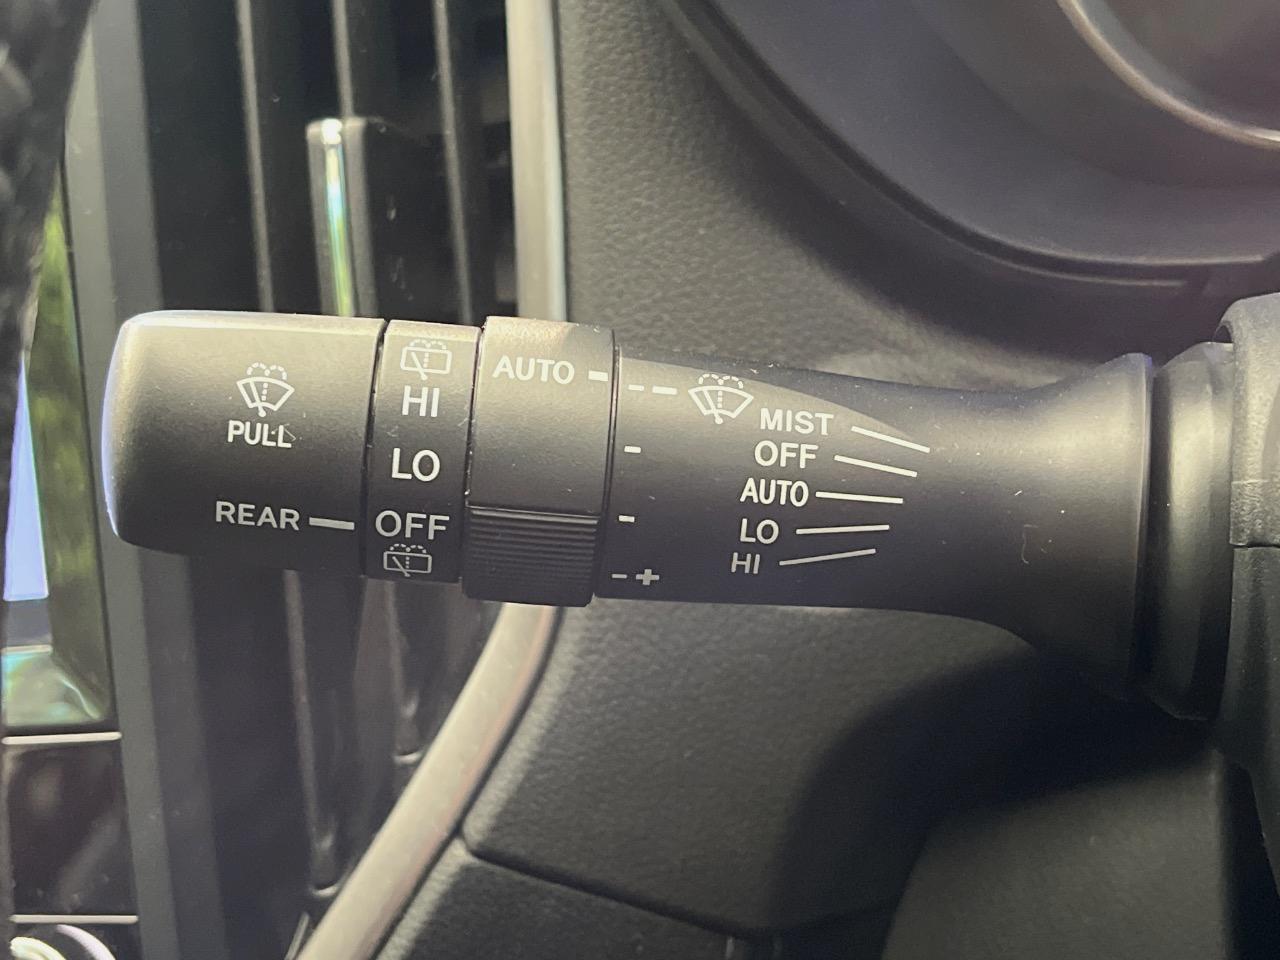 PULL
REAR
HI
LO
OFF
AUTO
- --
-
-
-+
MIST
OFF
AUTO
LO
HI